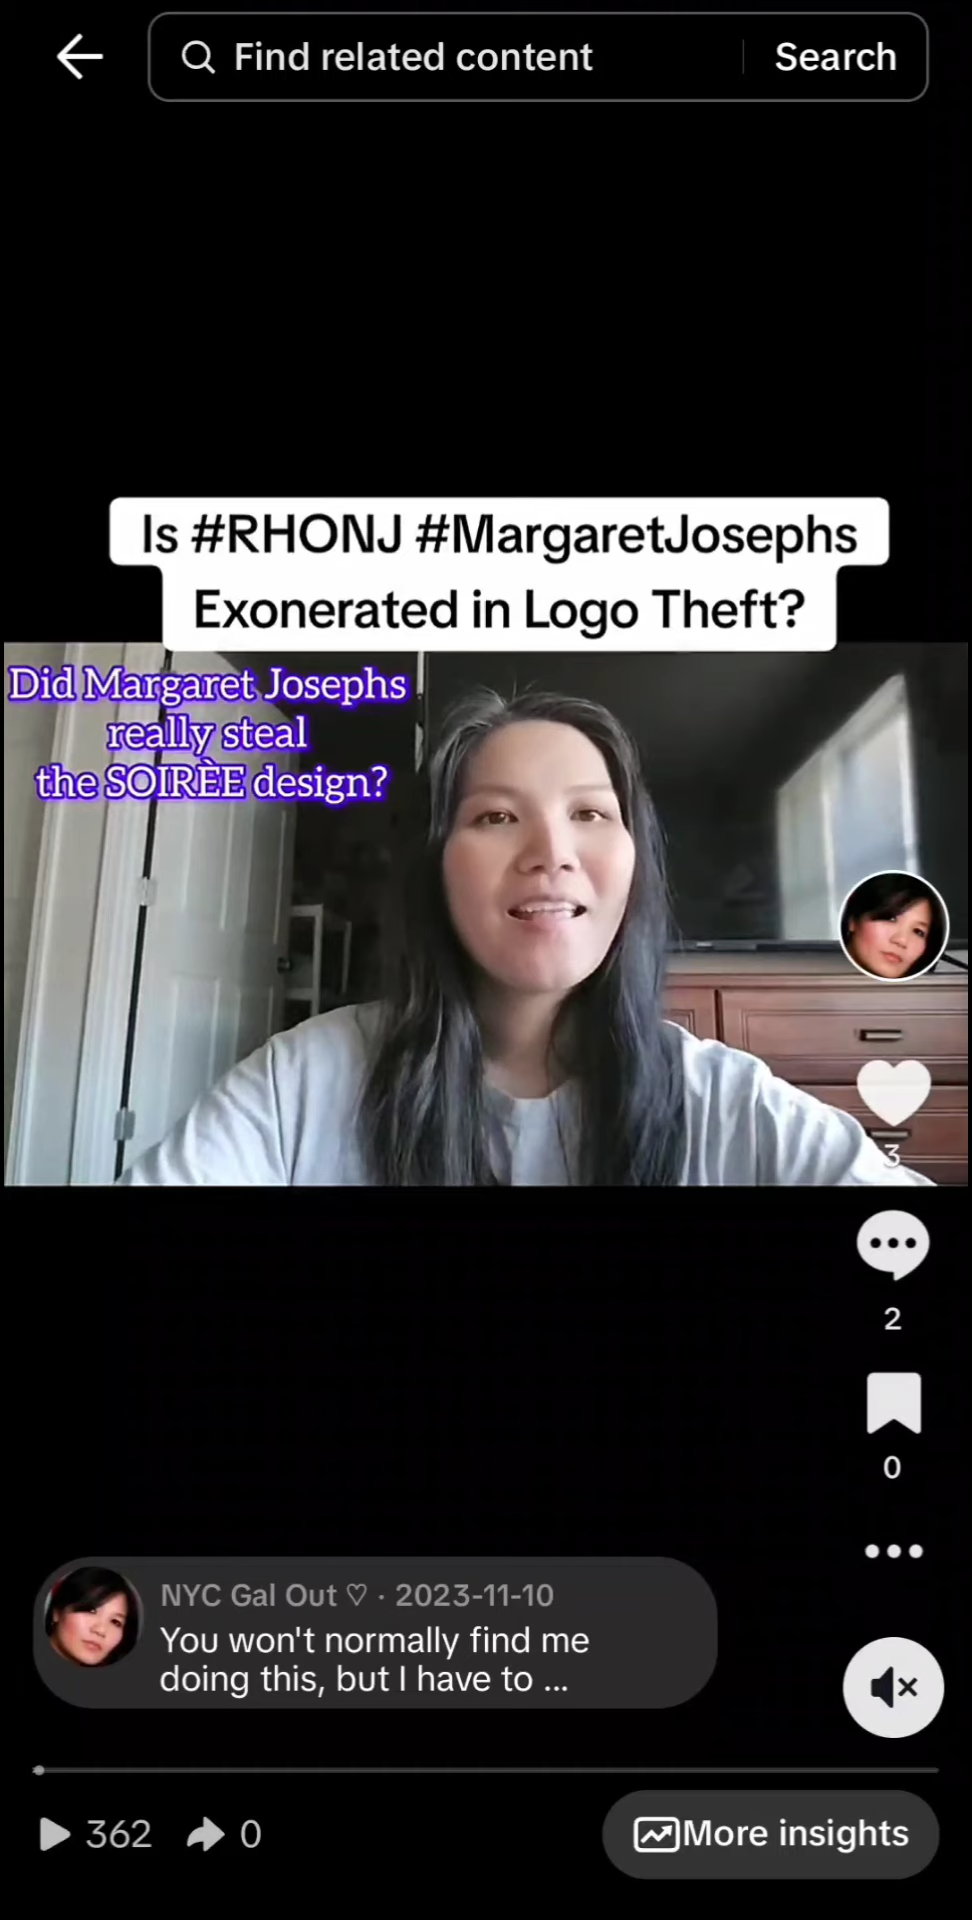 Find related content
Search
Is #RHONJ #MargaretJosephs
Exonerated in Logo Theft?
Did Margaret Josephs
really steal
the SOIRÈE design?
3
2
0
NYC Gal Out ♡ · 2023-11-10
You won't normally find me
doing this, but I have to ...
362
0
More insights